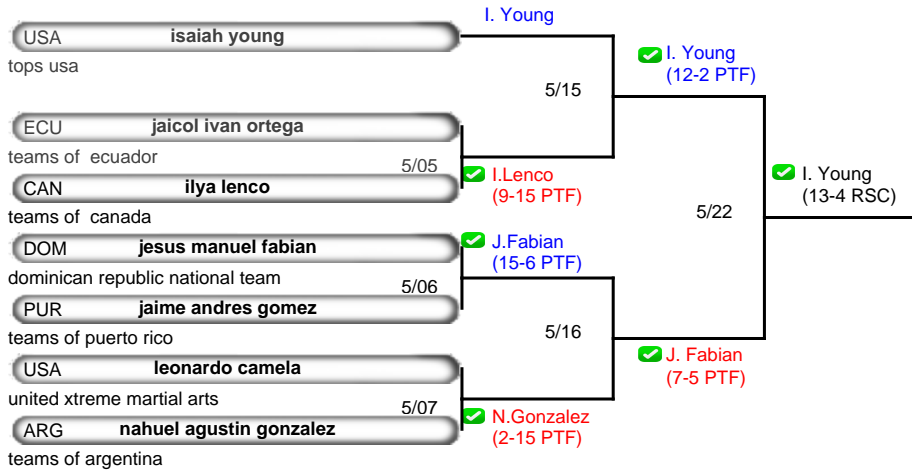 I. Young
USA isaiah young
tops usa
I. Young
(12-2 PTF)
5/15
ECU jaicol ivan ortega
teams of ecuador
5/05
CAN ilya lenco
I.Lenco
(9-15 PTF)
teams of canada
I. Young
(13-4 RSC)
5/22
DOM jesus manuel fabian
J.Fabian
(15-6 PTF)
dominican republic national team
5/06
PUR jaime andres gomez
teams of puerto rico
5/16
USA leonardo camela
J. Fabian
(7-5 PTF)
united xtreme martial arts
5/07
ARG nahuel agustin gonzalez
N.Gonzalez
(2-15 PTF)
teams of argentina